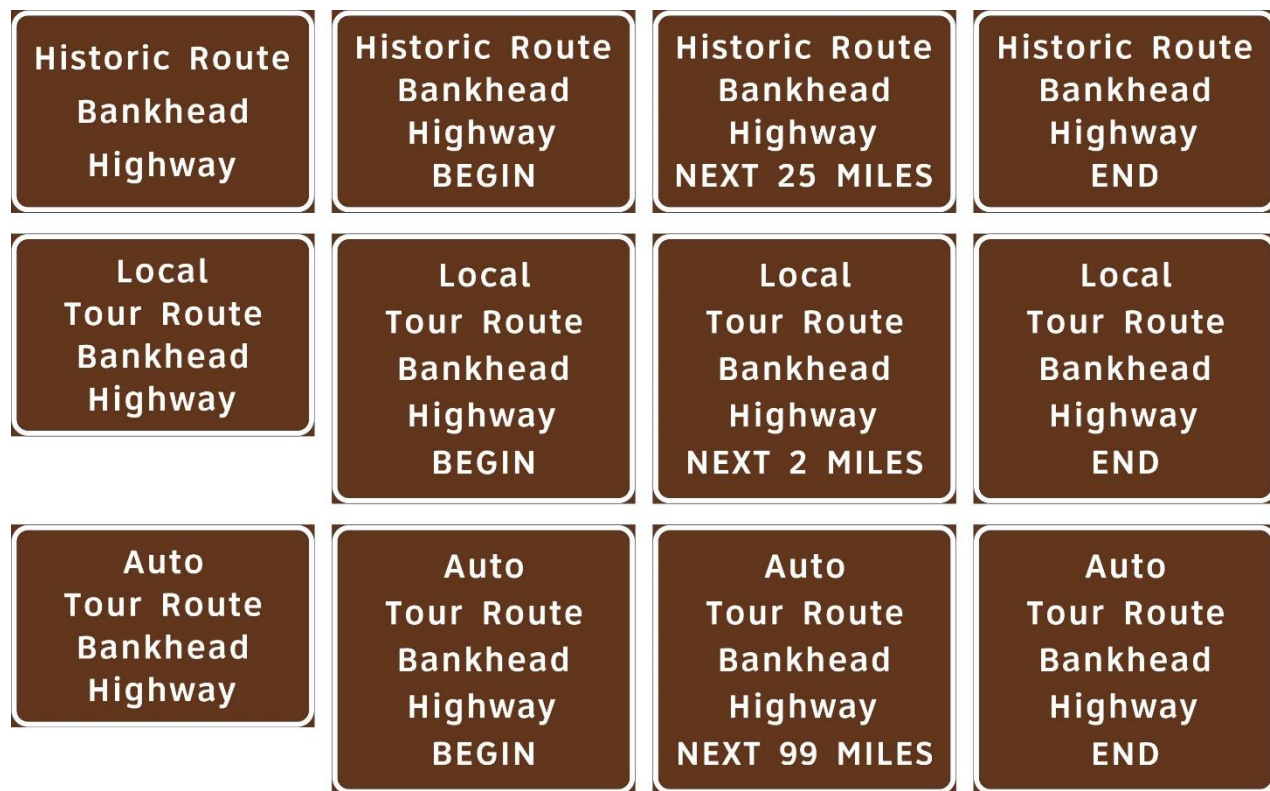 Historic Route
Bankhead
Highway
Historic Route
Bankhead
Highway
BEGIN
Historic Route
Bankhead
Highway
NEXT 25 MILES
Historic Route
Bankhead
Highway
END
Local
Tour Route
Bankhead
Highway
Local
Tour Route
Bankhead
Highway
BEGIN
Local
Tour Route
Bankhead
Highway
NEXT 2 MILES
Local
Tour Route
Bankhead
Highway
END
Auto
Tour Route
Bankhead
Highway
Auto
Tour Route
Bankhead
Highway
BEGIN
Auto
Tour Route
Bankhead
Highway
NEXT 99 MILES
Auto
Tour Route
Bankhead
Highway
END